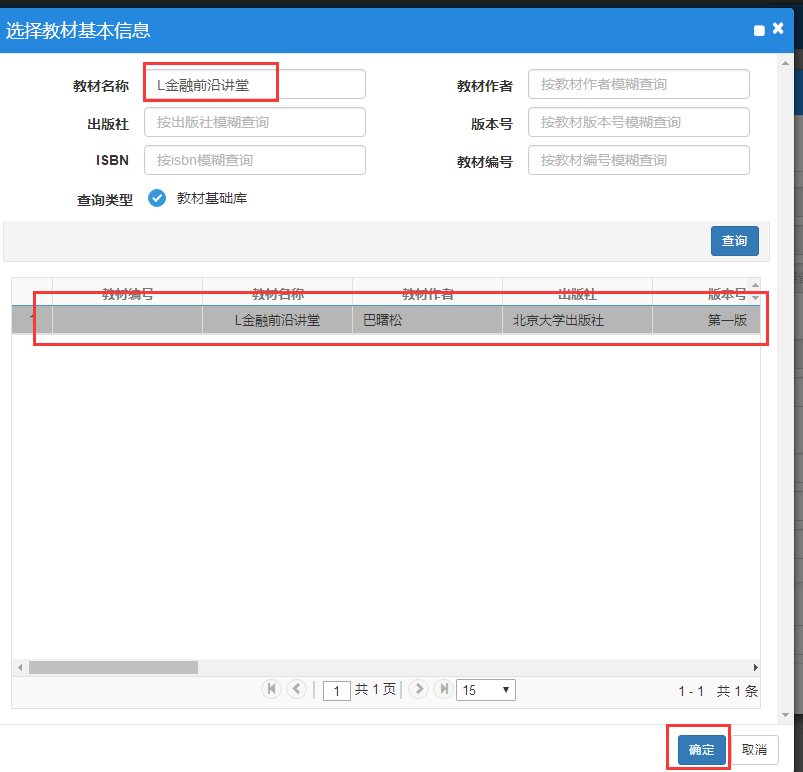 选择教材基本信息
教材名称 L金融前沿讲堂 教材作者 按教材作者模糊查询
出版社 按出版社模糊查询 版本号 按教材版本号模糊查询
ISBN 按isbn模糊查询 教材编号 按教材编号模糊查询
查询类型 教材基础库
查询
教材编号 教材名称 教材作者 出版社 版本号
1 L金融前沿讲堂 巴曙松 北京大学出版社 第一版
1 共 1 页 15 1 - 1 共 1 条
确定 取消